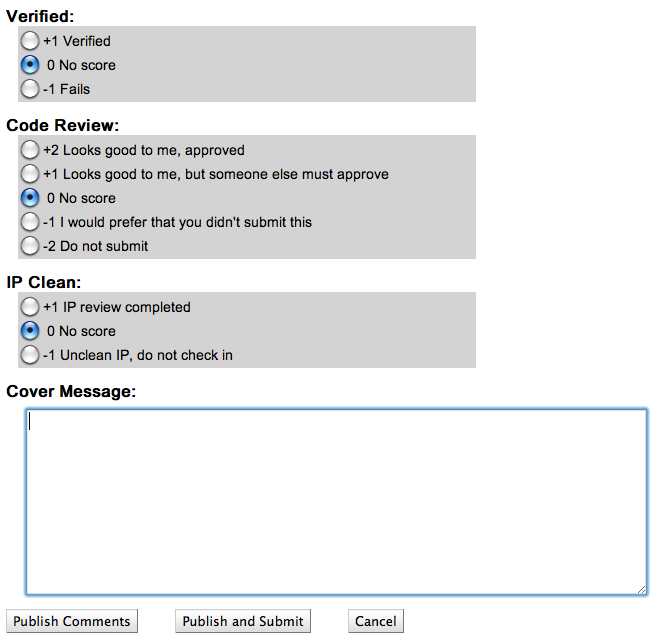 Verified:
+1 Verified
0 No score
-1 Fails
Code Review:
+2 Looks good to me, approved
+1 Looks good to me, but someone else must approve
0 No score
-1 I would prefer that you didn't submit this
-2 Do not submit
IP Clean:
+1 IP review completed
0 No score
-1 Unclean IP, do not check in
Cover Message:
Publish Comments Publish and Submit Cancel